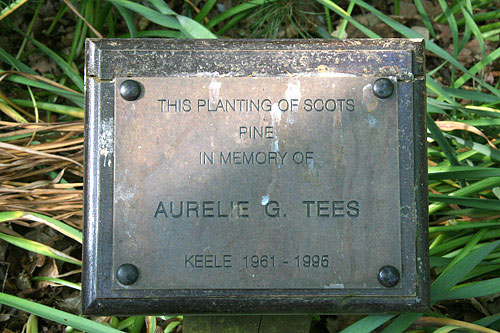 THIS PLANTING OF SCOTS
PINE
IN MEMORY OF
AURELIE G. TEES
KEELE 1961 - 1995